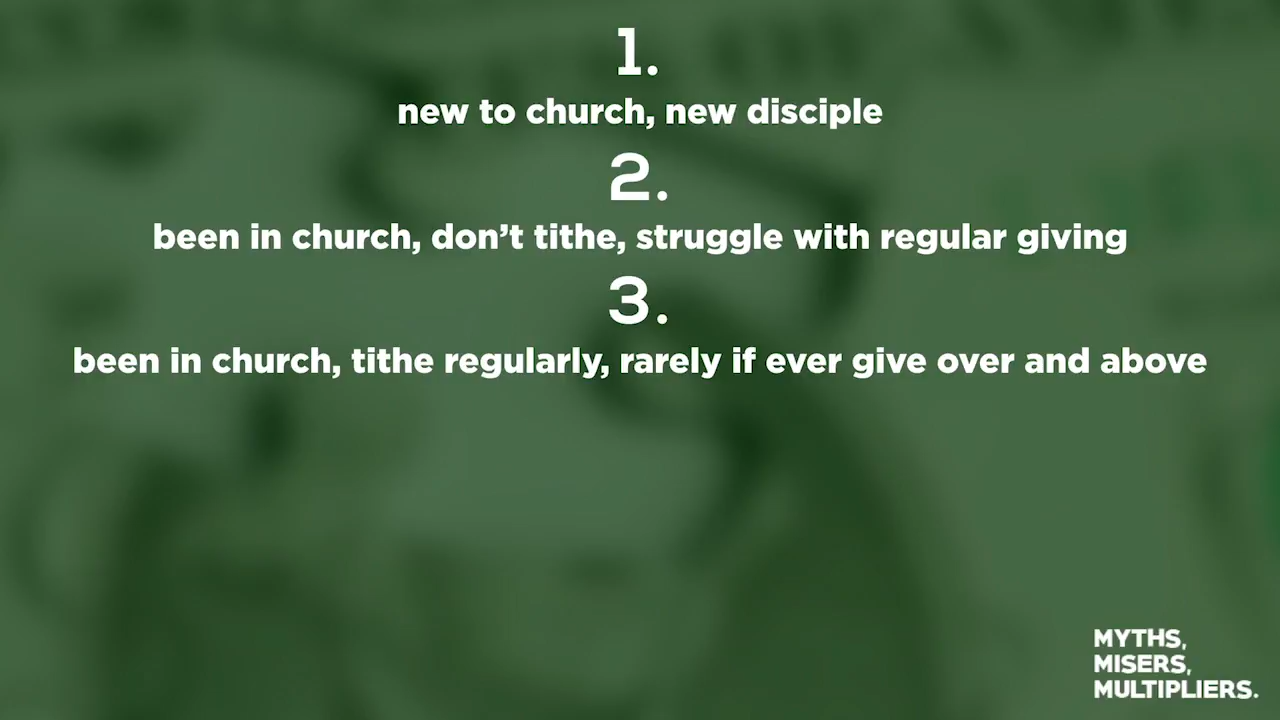 1.
new to church, new disciple
2.
been in church, don’t tithe, struggle with regular giving
3.
been in church, tithe regularly, rarely if ever give over and above
MYTHS,
MISERS,
MULTIPLIERS.